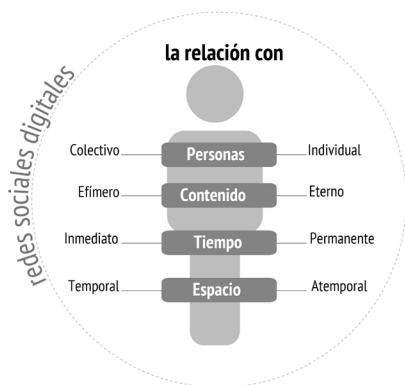 redes sociales digitales
la relación con
Colectivo Personas Individual
Efímero Contenido Eterno
Inmediato Tiempo Permanente
Temporal Espacio Atemporal